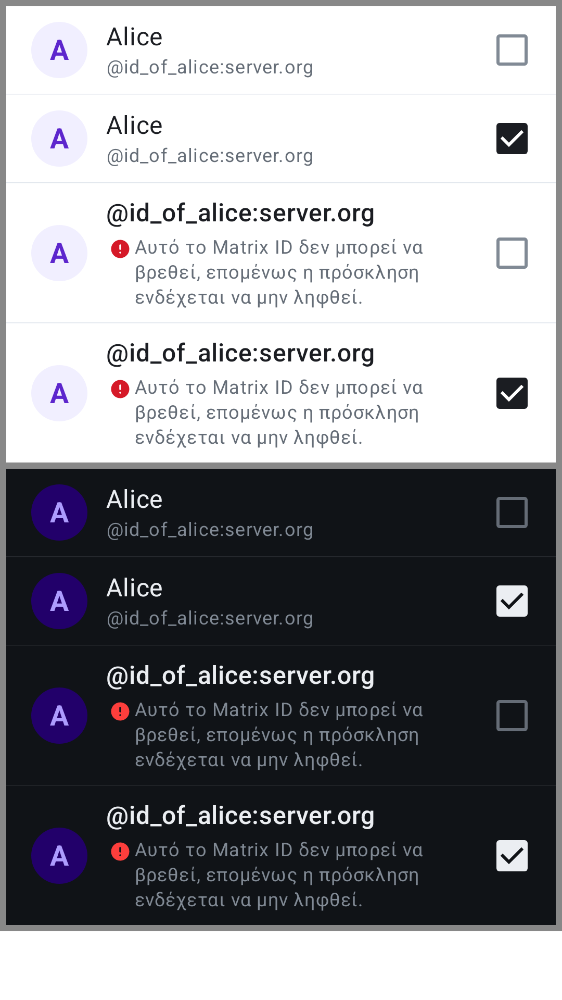 A
Alice
@id_of_alice:server.org
A
Alice
@id_of_alice:server.org
A
@id_of_alice:server.org
Αυτό το Matrix ID δεν μπορεί να
βρεθεί, επομένως η πρόσκληση
ενδέχεται να μην ληφθεί.
A
@id_of_alice:server.org
Αυτό το Matrix ID δεν μπορεί να
βρεθεί, επομένως η πρόσκληση
ενδέχεται να μην ληφθεί.
A
Alice
@id_of_alice:server.org
A
Alice
@id_of_alice:server.org
A
@id_of_alice:server.org
Αυτό το Matrix ID δεν μπορεί να
βρεθεί, επομένως η πρόσκληση
ενδέχεται να μην ληφθεί.
A
@id_of_alice:server.org
Αυτό το Matrix ID δεν μπορεί να
βρεθεί, επομένως η πρόσκληση
ενδέχεται να μην ληφθεί.